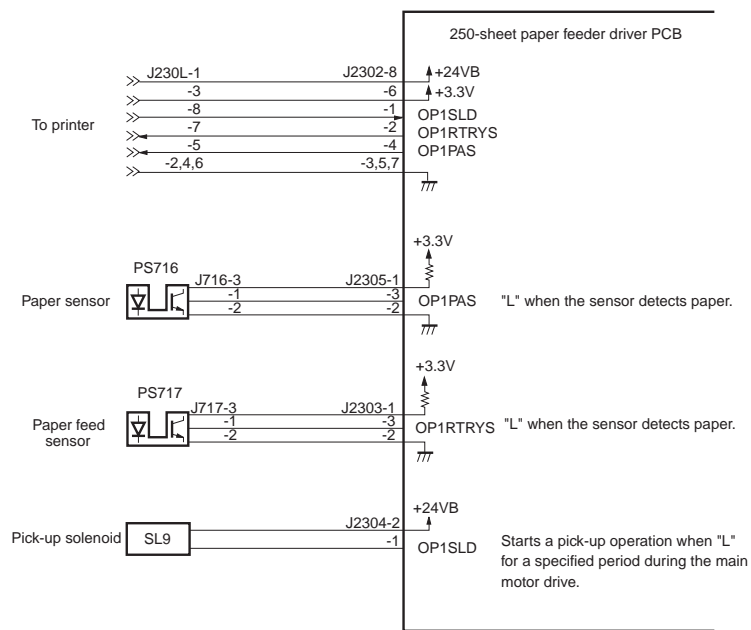 250-sheet paper feeder driver PCB
J230L-1 J2302-8 +24VB
-3 -6 +3.3V
-8 -1 OP1SLD
To printer
-7 -2 OP1RTRYS
-5 -4 OP1PAS
-2,4,6 -3,5,7
+3.3V
PS716
J716-3 J2305-1
Paper sensor -1 -3 OP1PAS "L" when the sensor detects paper.
-2 -2
+3.3V
PS717
J717-3 J2303-1
Paper feed
sensor
-1 -3 OP1RTRYS "L" when the sensor detects paper.
-2 -2
+24VB
J2304-2
Pick-up solenoid SL9
-1 OP1SLD
Starts a pick-up operation when "L"
for a specified period during the main
motor drive.